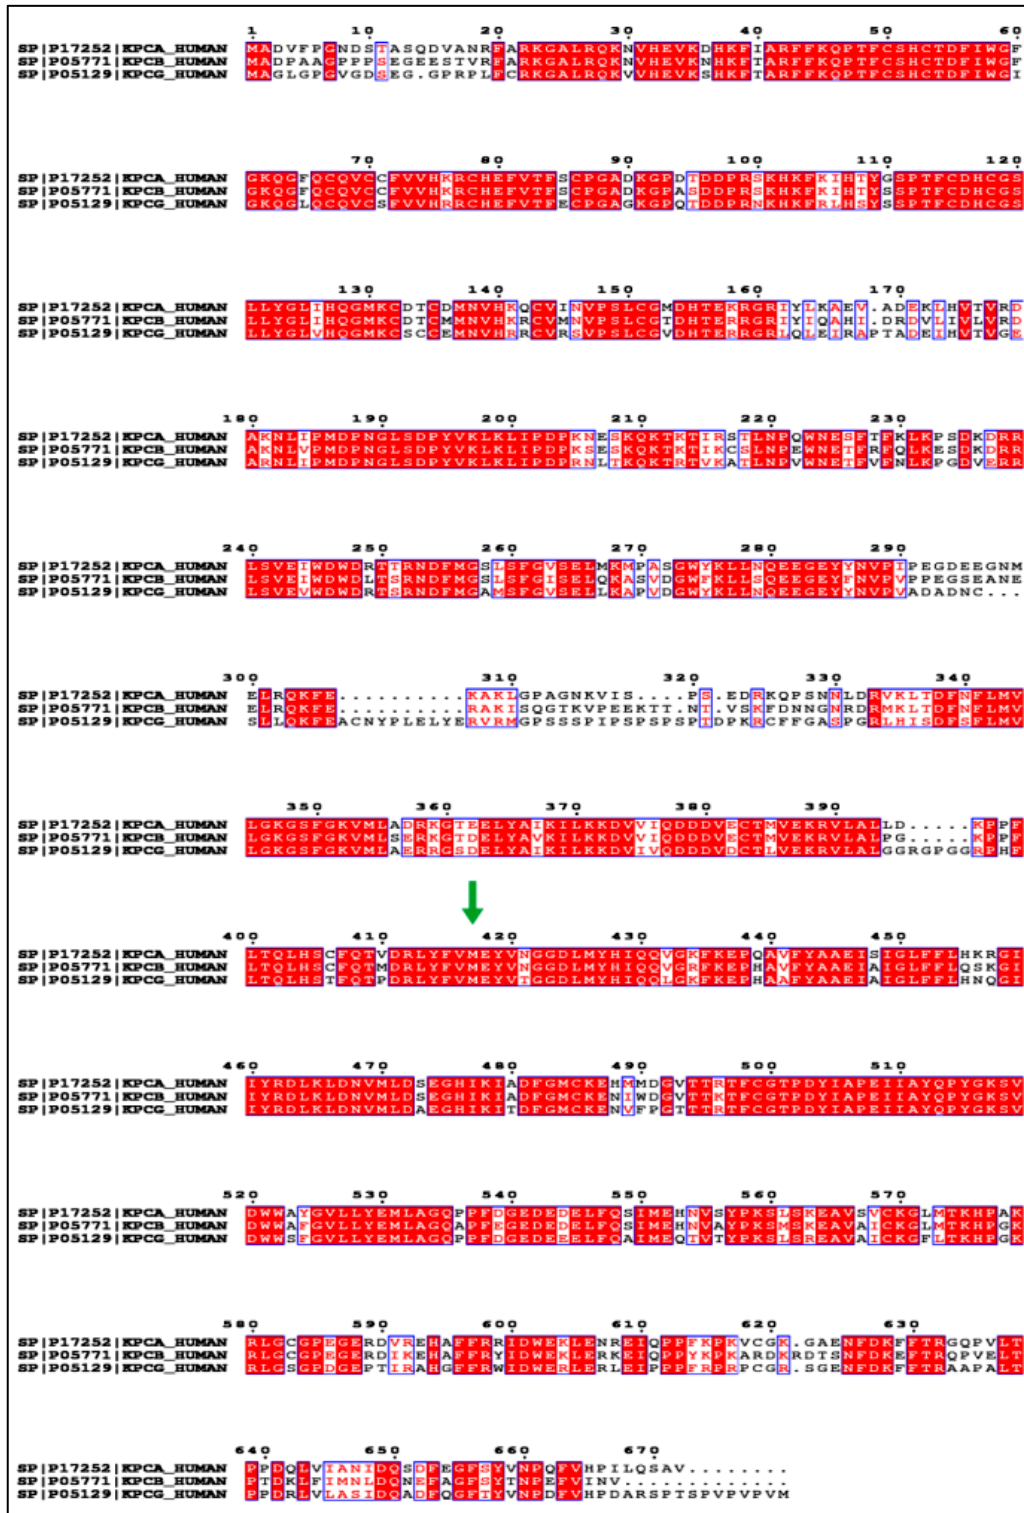 1 10 20 30 40 50 60
SP|P17252|KPCA_HUMAN MADVFPGNDSTASQDVANRFARKGALRQKNVHEVKDHKFIARFFKQPTFCSHCTDFIWGF
SP|P05771|KPCB_HUMAN MADPAAGPPPSEGEESTVRFARKGALRQKNVHEVKNHKFTARFFKQPTFCSHCTDFIWGF
SP|P05129|KPCG_HUMAN MAGLGPGVGDSEG.GPRPLFCRKGALRQKVVHEVKSHKFTARFFKQPTFCSHCTDFIWGI
70 80 90 100 110 120
SP|P17252|KPCA_HUMAN GKQGFQCQVCCFVVHKRCHEFVTFSCPGADKGPDTDDPRSKHKFKIHTYGSPTFCDHCGS
SP|P05771|KPCB_HUMAN GKQGFQCQVCCFVVHKRCHEFVTFSCPGADKGPASDDPRSKHKFKIHTYSSPTFCDHCGS
SP|P05129|KPCG_HUMAN GKQGLQCQVCSFVVHRRCHEFVTFECPGAGKGPQTDDPRNKHKFRLHSYSSPTFCDHCGS
130 140 150 160 170
SP|P17252|KPCA_HUMAN LLYGLIHQGMKCDTCDMNVHKQCVINVPSLCGMDHTEKRGRIYLKAEV.ADEKLHVTVRD
SP|P05771|KPCB_HUMAN LLYGLIHQGMKCDTCMMNVHKRCVMNVPSLCGTDHTERRGRIYIQAHI.DRDVLIVLVRD
SP|P05129|KPCG_HUMAN LLYGLVHQGMKCSCCEMNVHRRCVRSVPSLCGVDHTERRGRLQLEIRAPTADEIHVTVGE
180 190 200 210 220 230
SP|P17252|KPCA_HUMAN AKNLIPMDPNGLSDPYVKLKLIPDPKNESKQKTKTIRSTLNPQWNESFTFKLKPSDKDRR
SP|P05771|KPCB_HUMAN AKNLVPMDPNGLSDPYVKLKLIPDPKSESKQKTKTIKCSLNPEWNETFRFQLKESDKDRR
SP|P05129|KPCG_HUMAN ARNLIPMDPNGLSDPYVKLKLIPDPRNLTKQKTRTVKATLNPVWNETFVFNLKPGDVERR
240 250 260 270 280 290
SP|P17252|KPCA_HUMAN LSVEIWDWDRTTRNDFMGSLSFGVSELMKMPASGWYKLLNQEEGEYYNVPIPEGDEEGNM
SP|P05771|KPCB_HUMAN LSVEIWDWDLTSRNDFMGSLSFGISELQKASVDGWFKLLSQEEGEYFNVPVPPEGSEANE
SP|P05129|KPCG_HUMAN LSVEVWDWDRTSRNDFMGAMSFGVSELLKAPVDGWYKLLNQEEGEYYNVPVADADNC...
300 310 320 330 340
SP|P17252|KPCA_HUMAN ELRQKFE..........KAKLGPAGNKVIS....PS.EDRKQPSNNLDRVKLTDFNFLMV
SP|P05771|KPCB_HUMAN ELRQKFE..........RAKISQGTKVPEEKTT.NT.VSKFDNNGNRDRMKLTDFNFLMV
SP|P05129|KPCG_HUMAN SLLQKFEACNYPLELYERVRMGPSSSPIPSPSPSPTDPKRCFFGASPGRLHISDFSFLMV
350 360 370 380 390
SP|P17252|KPCA_HUMAN LGKGSFGKVMLADRKGTEELYAIKILKKDVVIQDDDVECTMVEKRVLALLD.....KPPF
SP|P05771|KPCB_HUMAN LGKGSFGKVMLSERKGTDELYAVKILKKDVVIQDDDVECTMVEKRVLALPG.....KPPF
SP|P05129|KPCG_HUMAN LGKGSFGKVMLAERRGSDELYAIKILKKDVIVQDDDVDCTLVEKRVLALGGRGPGGRPHF
400 410 420 430 440 450
SP|P17252|KPCA_HUMAN LTQLHSCFQTVDRLYFVMEYVNGGDLMYHIQQVGKFKEPQAVFYAAEISIGLFFLHKRGI
SP|P05771|KPCB_HUMAN LTQLHSCFQTMDRLYFVMEYVNGGDLMYHIQQVGRFKEPHAVFYAAEIAIGLFFLQSKGI
SP|P05129|KPCG_HUMAN LTQLHSTFQTPDRLYFVMEYVTGGDLMYHIQQLGKFKEPHAAFYAAEIAIGLFFLHNQGI
460 470 480 490 500 510
SP|P17252|KPCA_HUMAN IYRDLKLDNVMLDSEGHIKIADFGMCKEHMMDGVTTRTFCGTPDYIAPEIIAYQPYGKSV
SP|P05771|KPCB_HUMAN IYRDLKLDNVMLDSEGHIKIADFGMCKENIWDGVTTKTFCGTPDYIAPEIIAYQPYGKSV
SP|P05129|KPCG_HUMAN IYRDLKLDNVMLDAEGHIKITDFGMCKENVFPGTTTRTFCGTPDYIAPEIIAYQPYGKSV
520 530 540 550 560 570
SP|P17252|KPCA_HUMAN DWWAYGVLLYEMLAGQPPFDGEDEDELFQSIMEHNVSYPKSLSKEAVSVCKGLMTKHPAK
SP|P05771|KPCB_HUMAN DWWAFGVLLYEMLAGQAPFEGEDEDELFQSIMEHNVAYPKSMSKEAVAICKGLMTKHPGK
SP|P05129|KPCG_HUMAN DWWSFGVLLYEMLAGQPPFDGEDEEELFQAIMEQTVTYPKSLSREAVAICKGFLTKHPGK
580 590 600 610 620 630
SP|P17252|KPCA_HUMAN RLGCGPEGERDVREHAFFRRIDWEKLENREIQPPFKPKVCGK.GAENFDKFFTRGQPVLT
SP|P05771|KPCB_HUMAN RLGCGPEGERDIKEHAFFRYIDWEKLERKEIQPPYKPKARDKRDTSNFDKEFTRQPVELT
SP|P05129|KPCG_HUMAN RLGSGPDGEPTIRAHGFFRWIDWERLERLEIPPPFRPRPCGR.SGENFDKFFTRAAPALT
640 650 660 670
SP|P17252|KPCA_HUMAN PPDQLVIANIDQSDFEGFSYVNPQFVHPILQSAV........
SP|P05771|KPCB_HUMAN PTDKLFIMNLDQNEFAGFSYTNPEFVINV.............
SP|P05129|KPCG_HUMAN PPDRLVLASIDQADFQGFTYVNPDFVHPDARSPTSPVPVPVM